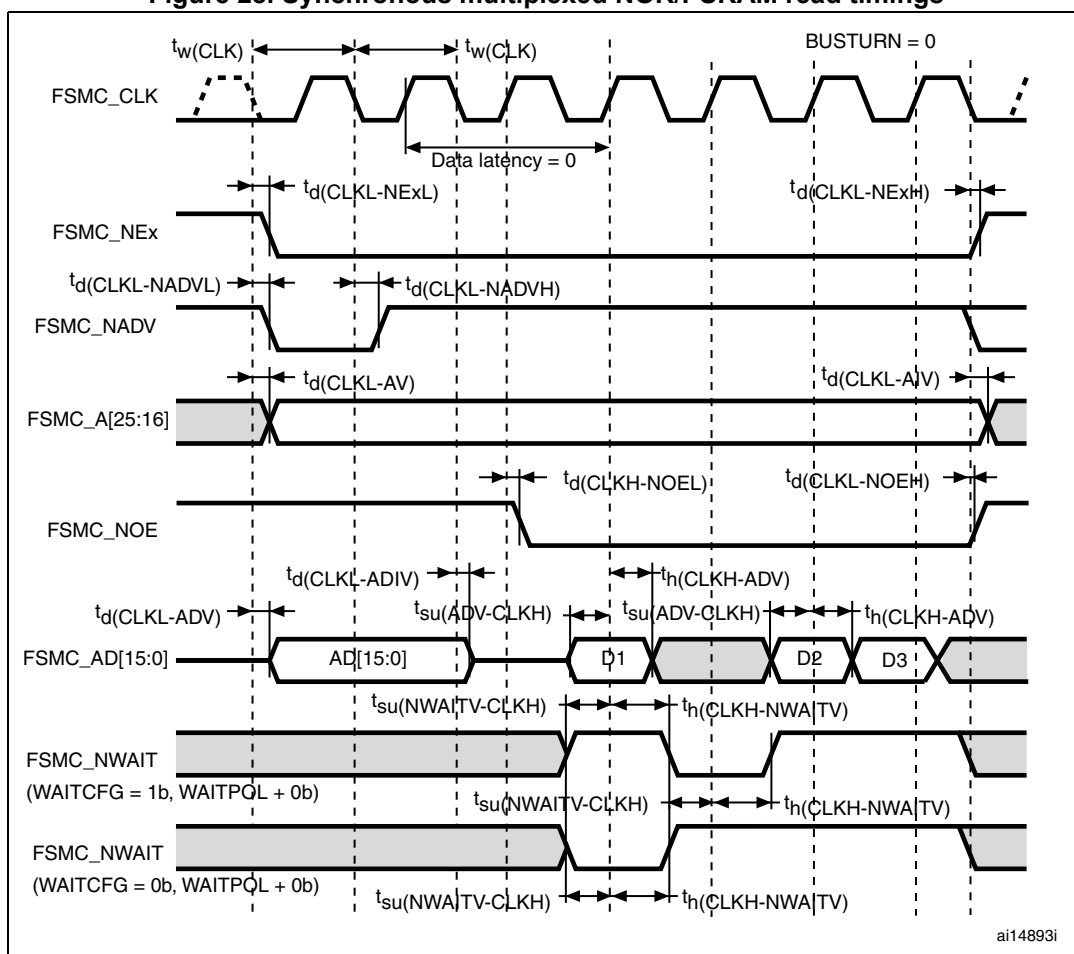 Figure 28. Synchronous multiplexed NOR/PSRAM read timings
tw(CLK) tw(CLK) BUSTURN = 0
FSMC_CLK
Data latency = 0
td(CLKL-NExL) td(CLKL-NExH)
FSMC_NEx
td(CLKL-NADVL) td(CLKL-NADVH)
FSMC_NADV
td(CLKL-AV) td(CLKL-AIV)
FSMC_A[25:16]
td(CLKH-NOEL) td(CLKL-NOEH)
FSMC_NOE
td(CLKL-ADIV) th(CLKH-ADV)
td(CLKL-ADV) tsu(ADV-CLKH) tsu(ADV-CLKH) th(CLKH-ADV)
FSMC_AD[15:0] AD[15:0] D1 D2 D3
tsu(NWAITV-CLKH) th(CLKH-NWAITV)
FSMC_NWAIT
(WAITCFG = 1b, WAITPOL + 0b)
tsu(NWAITV-CLKH) th(CLKH-NWAITV)
FSMC_NWAIT
(WAITCFG = 0b, WAITPOL + 0b)
tsu(NWAITV-CLKH) th(CLKH-NWAITV)
ai14893i